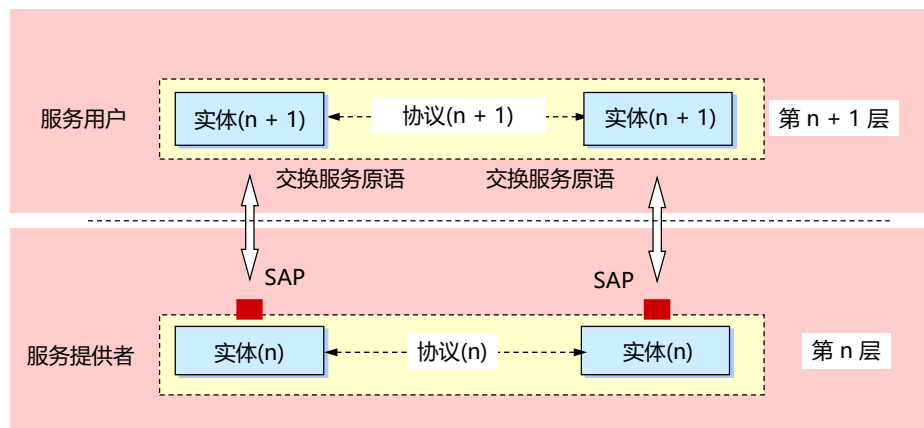 服务用户
实体(n + 1)
协议(n + 1)
实体(n + 1)
第 n + 1 层
交换服务原语
交换服务原语
SAP
SAP
服务提供者
实体(n)
协议(n)
实体(n)
第 n 层